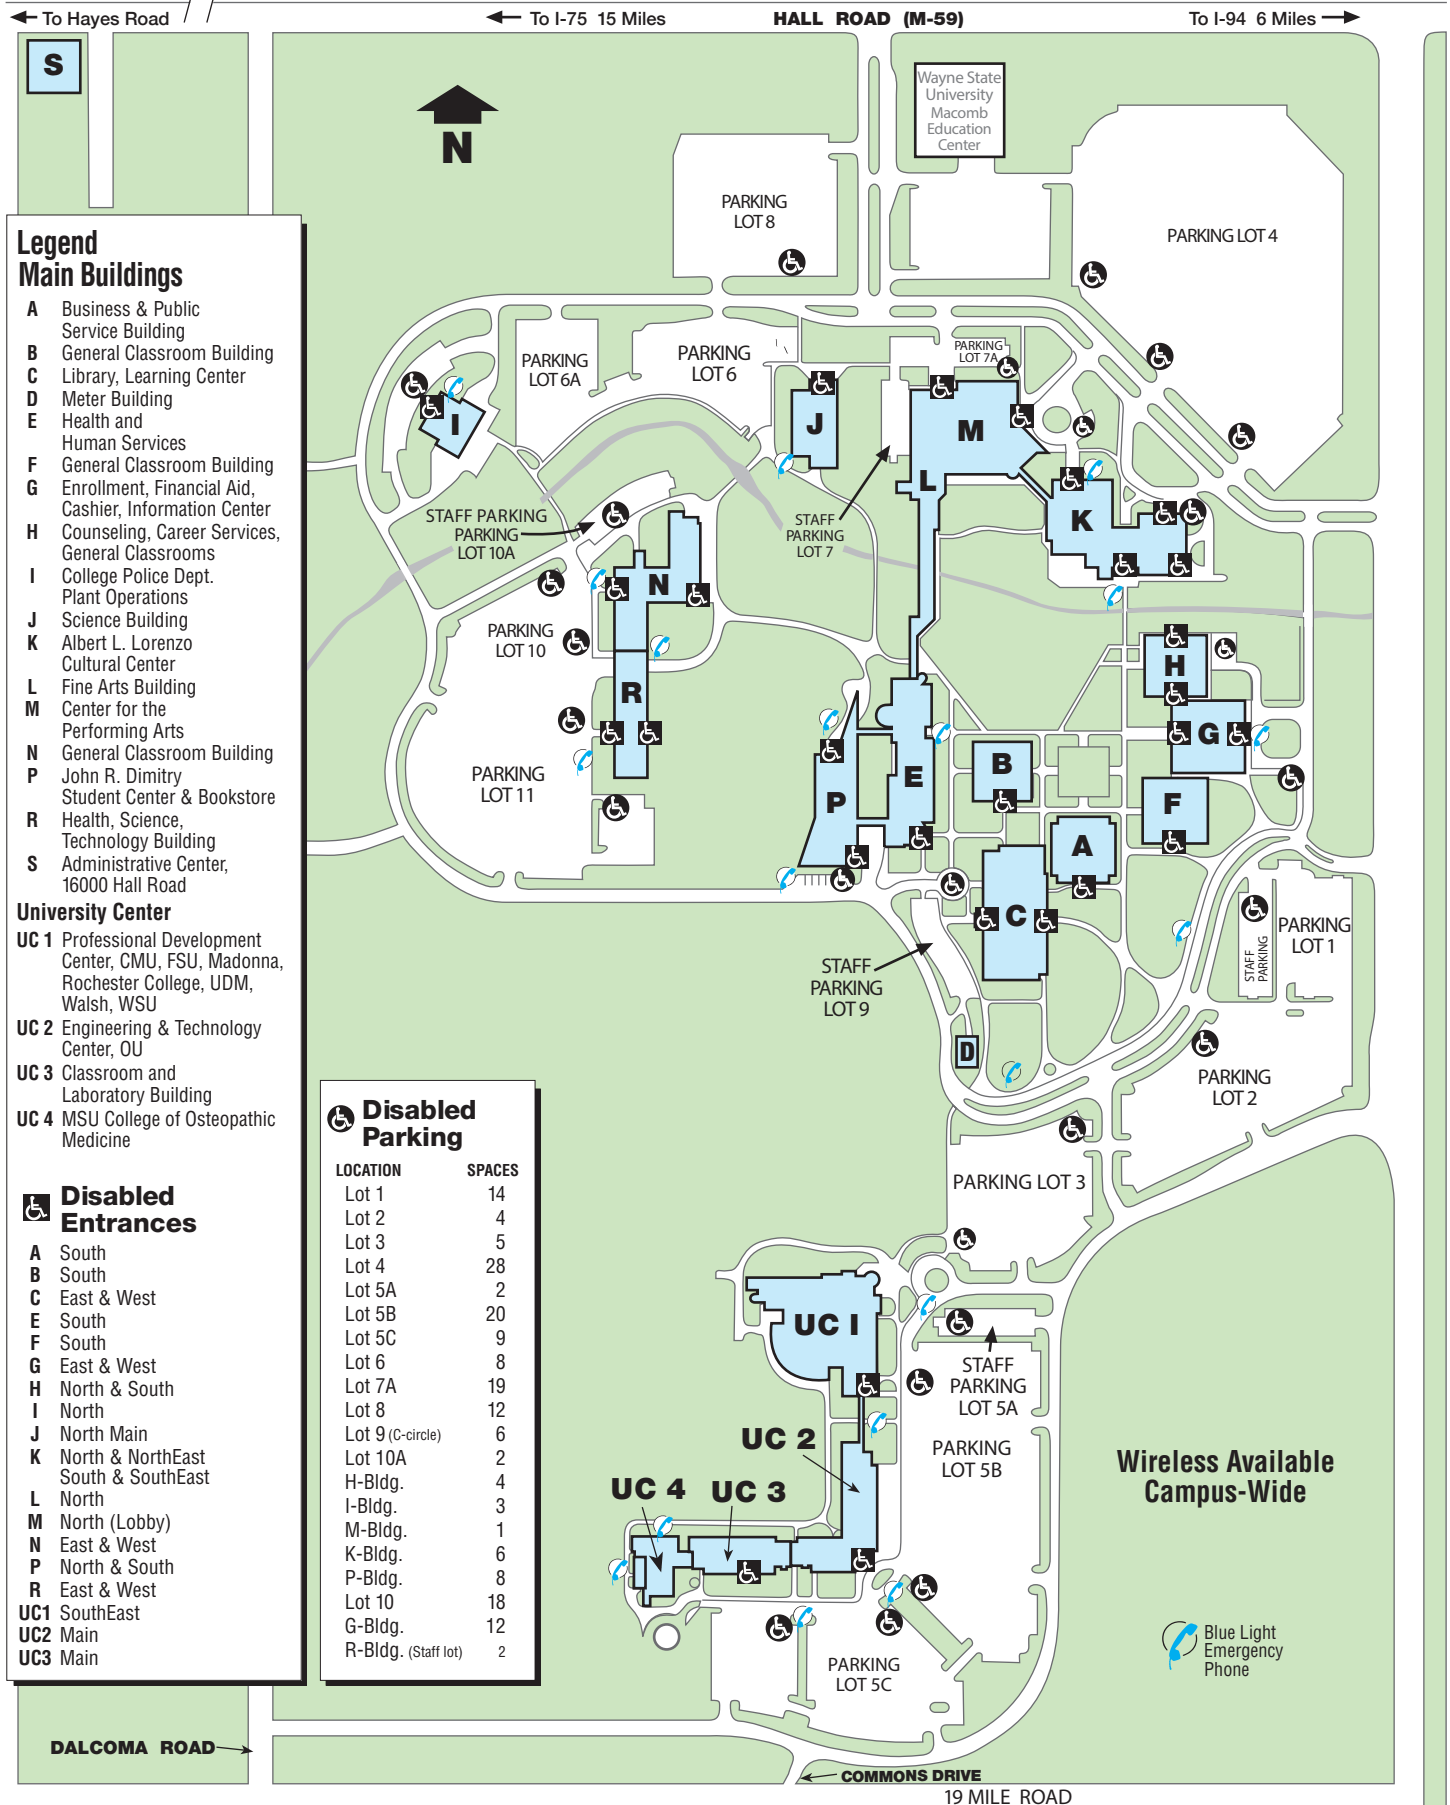 To Hayes Road
To I-75 15 Miles
HALL ROAD (M-59)
To I-94 6 Miles
S
N
Wayne State
University
Macomb
Education
Center
PARKING
LOT 8
PARKING LOT 4
Legend
Main Buildings
A Business & Public
Service Building
B General Classroom Building
C Library, Learning Center
D Meter Building
E Health and
Human Services
F General Classroom Building
G Enrollment, Financial Aid,
Cashier, Information Center
H Counseling, Career Services,
General Classrooms
I College Police Dept.
Plant Operations
J Science Building
K Albert L. Lorenzo
Cultural Center
L Fine Arts Building
M Center for the
Performing Arts
N General Classroom Building
P John R. Dimitry
Student Center & Bookstore
R Health, Science,
Technology Building
S Administrative Center,
16000 Hall Road
University Center
UC 1 Professional Development
Center, CMU, FSU, Madonna,
Rochester College, UDM,
Walsh, WSU
UC 2 Engineering & Technology
Center, OU
UC 3 Classroom and
Laboratory Building
UC 4 MSU College of Osteopathic
Medicine
Disabled
Entrances
A South
B South
C East & West
E South
F South
G East & West
H North & South
I North
J North Main
K North & NorthEast
South & SouthEast
L North
M North (Lobby)
N East & West
P North & South
R East & West
UC1 SouthEast
UC2 Main
UC3 Main
PARKING
LOT 6A
PARKING
LOT 6
PARKING
LOT 7A
I
J
M
L
K
STAFF PARKING
PARKING
LOT 10A
STAFF
PARKING
LOT 7
N
PARKING
LOT 10
R
H
G
PARKING
LOT 11
P
E
B
F
A
C
STAFF
PARKING
LOT 9
STAFF
PARKING
PARKING
LOT 1
D
PARKING
LOT 2
Disabled
Parking
LOCATION SPACES
Lot 1 14
Lot 2 4
Lot 3 5
Lot 4 28
Lot 5A 2
Lot 5B 20
Lot 5C 9
Lot 6 8
Lot 7A 19
Lot 8 12
Lot 9 (C-circle) 6
Lot 10A 2
H-Bldg. 4
I-Bldg. 3
M-Bldg. 1
K-Bldg. 6
P-Bldg. 8
Lot 10 18
G-Bldg. 12
R-Bldg. (Staff lot) 2
PARKING LOT 3
UC I
STAFF
PARKING
LOT 5A
UC 2
PARKING
LOT 5B
UC 4
UC 3
Wireless Available
Campus-Wide
PARKING
LOT 5C
Blue Light
Emergency
Phone
DALCOMA ROAD
COMMONS DRIVE
19 MILE ROAD